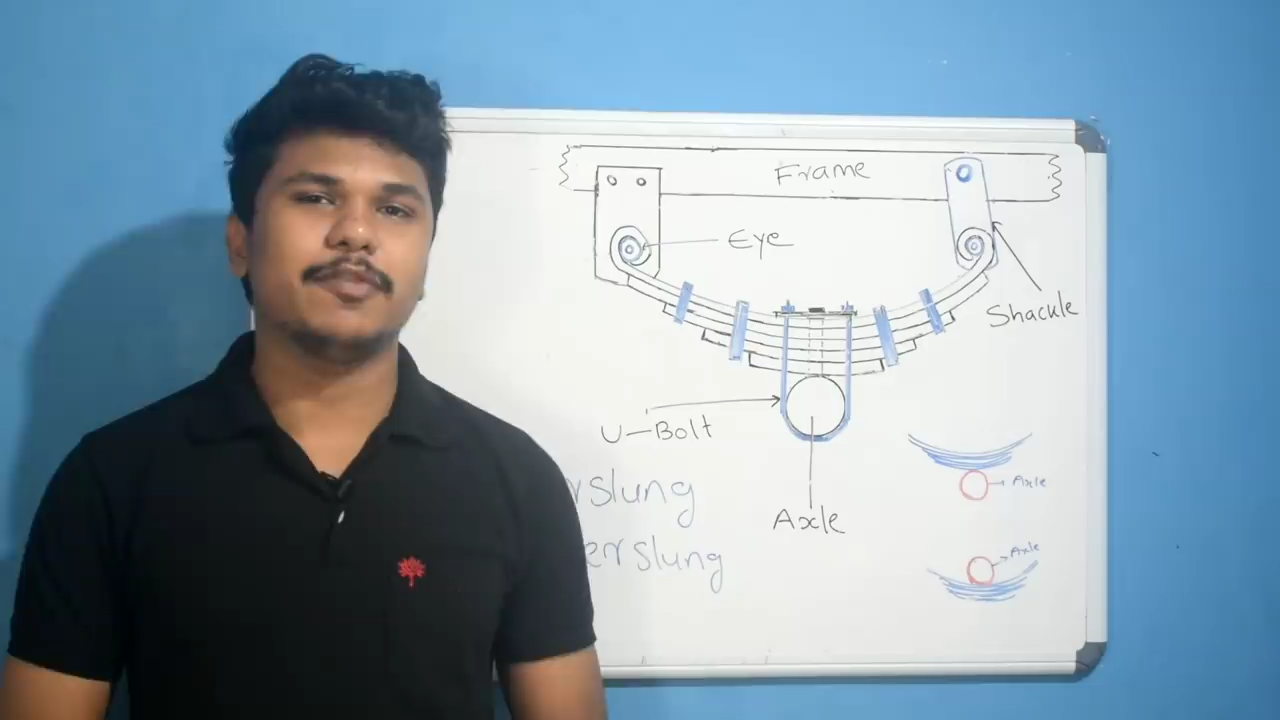 Frame
Eye
Shackle
U-Bolt
Axle
rslung
erslung
Axle
Axle